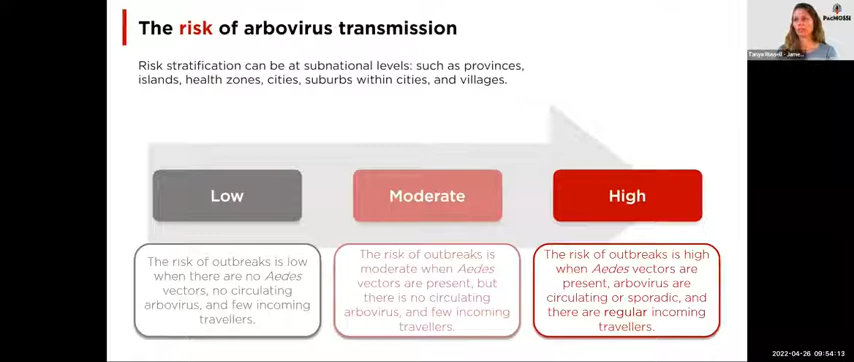 The risk of arbovirus transmission
PacMOSSI
Risk stratification can be at subnational levels: such as provinces,
islands, health zones, cities, suburbs within cities, and villages.
Low
Moderate
High
The risk of outbreaks is low
when there are no Aedes
vectors, no circulating
arbovirus, and few incoming
travellers.
The risk of outbreaks is
moderate when Aedes
vectors are present, but
there is no circulating
arbovirus, and few incoming
travellers.
The risk of outbreaks is high
when Aedes vectors are
present, arbovirus are
circulating or sporadic, and
there are regular incoming
travellers.
2022-04-26 09:54:13